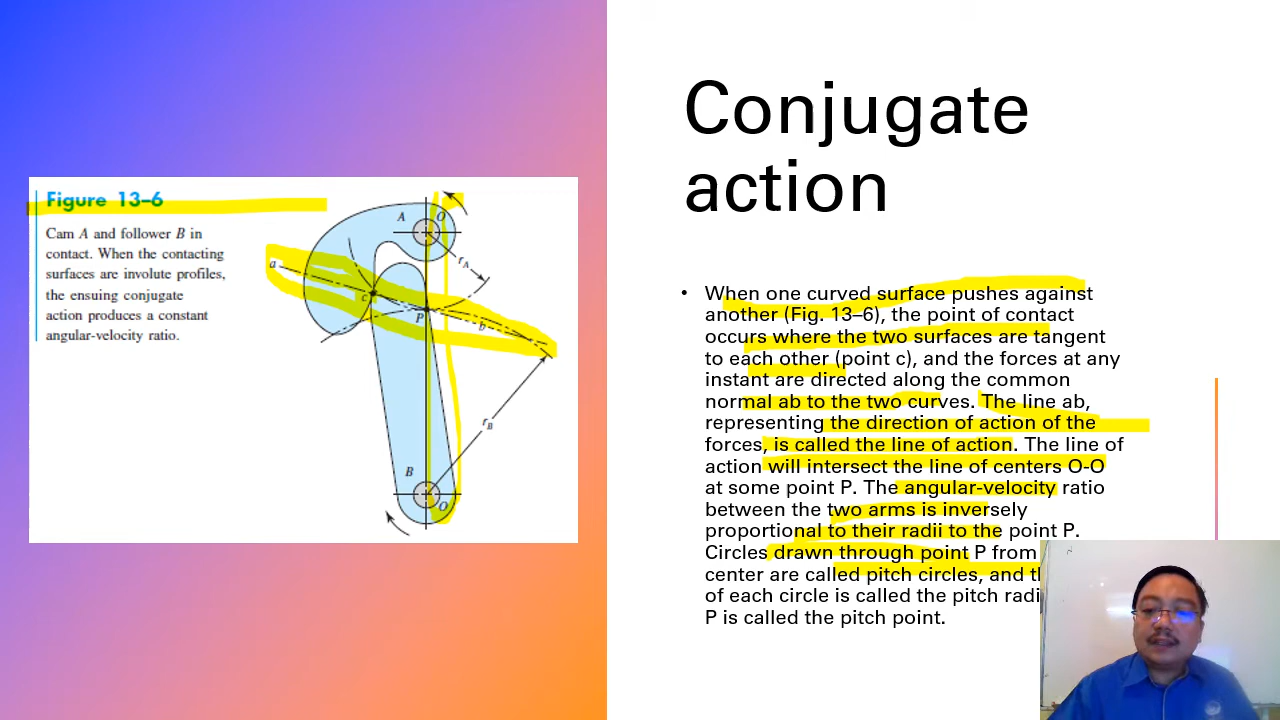 Conjugate
action
Figure 13–6
Cam A and follower B in
contact. When the contacting
surfaces are involute profiles,
the ensuing conjugate
action produces a constant
angular-velocity ratio.
A
O
a
rA
c
P
b
rB
B
O
• When one curved surface pushes against
another (Fig. 13–6), the point of contact
occurs where the two surfaces are tangent
to each other (point c), and the forces at any
instant are directed along the common
normal ab to the two curves. The line ab,
representing the direction of action of the
forces, is called the line of action. The line of
action will intersect the line of centers O-O
at some point P. The angular-velocity ratio
between the two arms is inversely
proportional to their radii to the point P.
Circles drawn through point P from
center are called pitch circles, and
of each circle is called the pitch
P is called the pitch point.